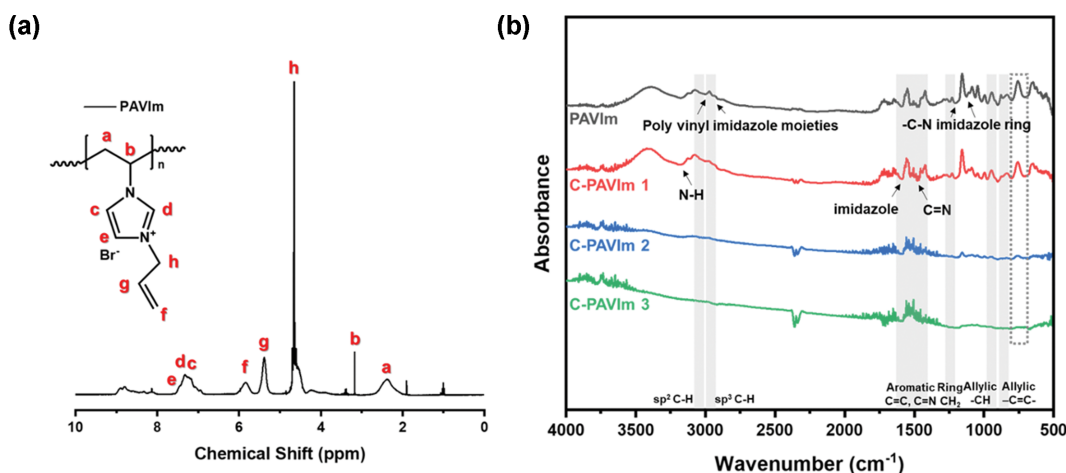 (a)
PAVIm
a
b
n
N
c
d
e
N+
Br-
h
g
f
h
e
d
c
f
g
b
a
10
8
6
4
2
0
Chemical Shift (ppm)
(b)
Absorbance
PAVIm
Poly vinyl imidazole moieties
-C-N imidazole ring
C-PAVIm 1
N-H
imidazole
C=N
C-PAVIm 2
C-PAVIm 3
sp² C-H
sp³ C-H
Aromatic
C=C, C=N
Ring
CH₂
Allylic
-CH
Allylic
–C=C-
4000
3500
3000
2500
2000
1500
1000
500
Wavenumber (cm⁻¹)